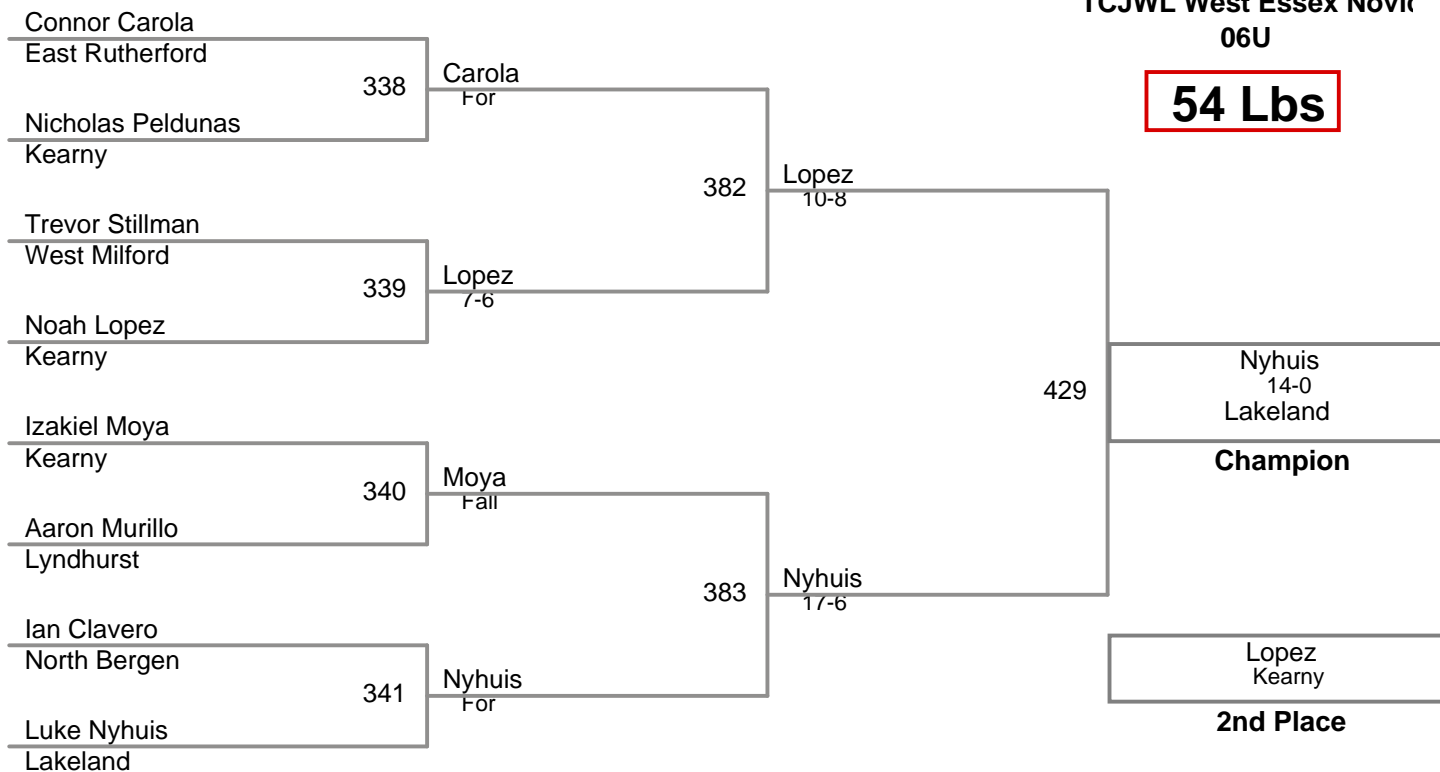 TCJWL West Essex
06U
54 Lbs
Connor Carola
East Rutherford
338
Nicholas Peldunas
Kearny
Trevor Stillman
West Milford
339
Noah Lopez
Kearny
Izakiel Moya
Kearny
340
Aaron Murillo
Lyndhurst
Ian Clavero
North Bergen
341
Luke Nyhuis
Lakeland
Carola
For
382
Lopez
7-6
Moya
Fall
383
Nyhuis
For
Lopez
10-8
429
Nyhuis
17-6
Nyhuis
14-0
Lakeland
Champion
Lopez
Kearny
2nd Place